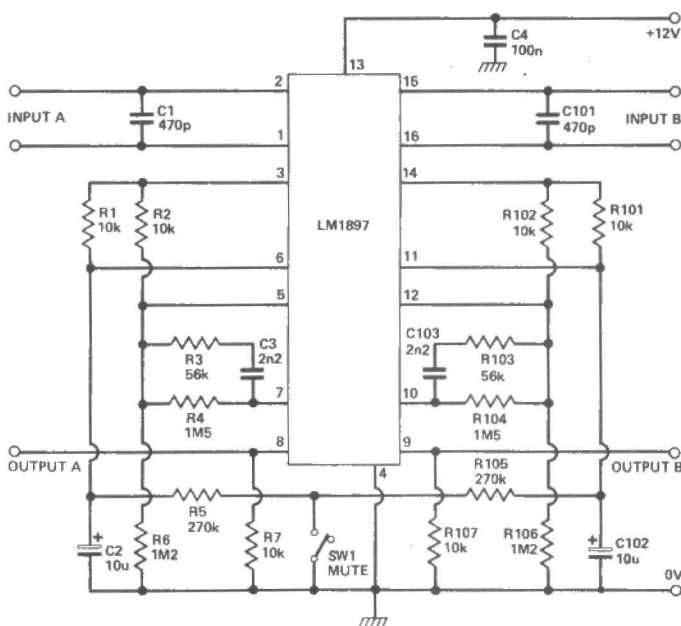 C4
100n
+12V
13
2
15
INPUT A
C1
470p
C101
470p
INPUT B
1
16
3
14
R1
10k
R2
10k
LM1897
R102
10k
R101
10k
6
11
5
12
R3
56k
C3
2n2
C103
2n2
R103
56k
R4
1M5
7
10
R104
1M5
8
9
OUTPUT A
OUTPUT B
4
R105
270k
R5
270k
C2
10u
+
R6
1M2
R7
10k
SW1
MUTE
R107
10k
R106
1M2
+
C102
10u
0V